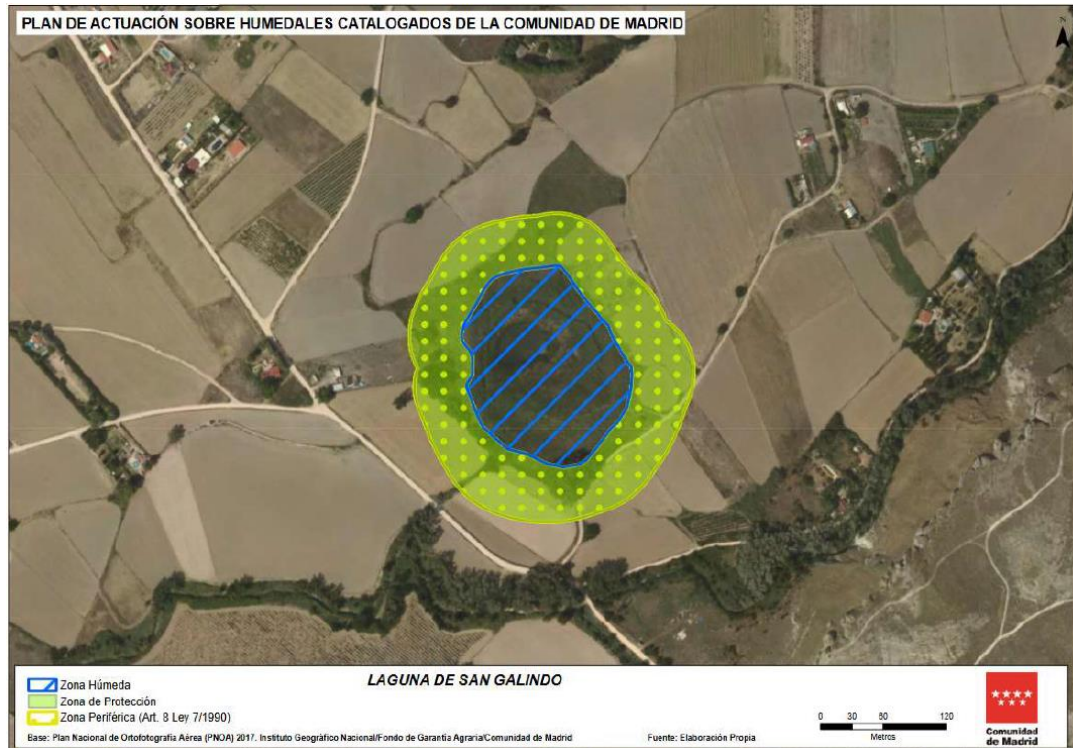 PLAN DE ACTUACIÓN SOBRE HUMEDALES CATALOGADOS DE LA COMUNIDAD DE MADRID
N
LAGUNA DE SAN GALINDO
Zona Húmeda
Zona de Protección
Zona Periférica (Art. 8 Ley 7/1990)
Base: Plan Nacional de Ortofotografía Aérea (PNOA) 2017. Instituto Geográfico Nacional/Fondo de Garantía Agraria/Comunidad de Madrid
Fuente: Elaboración Propia
0 30 60 120
Metros
Comunidad
de Madrid